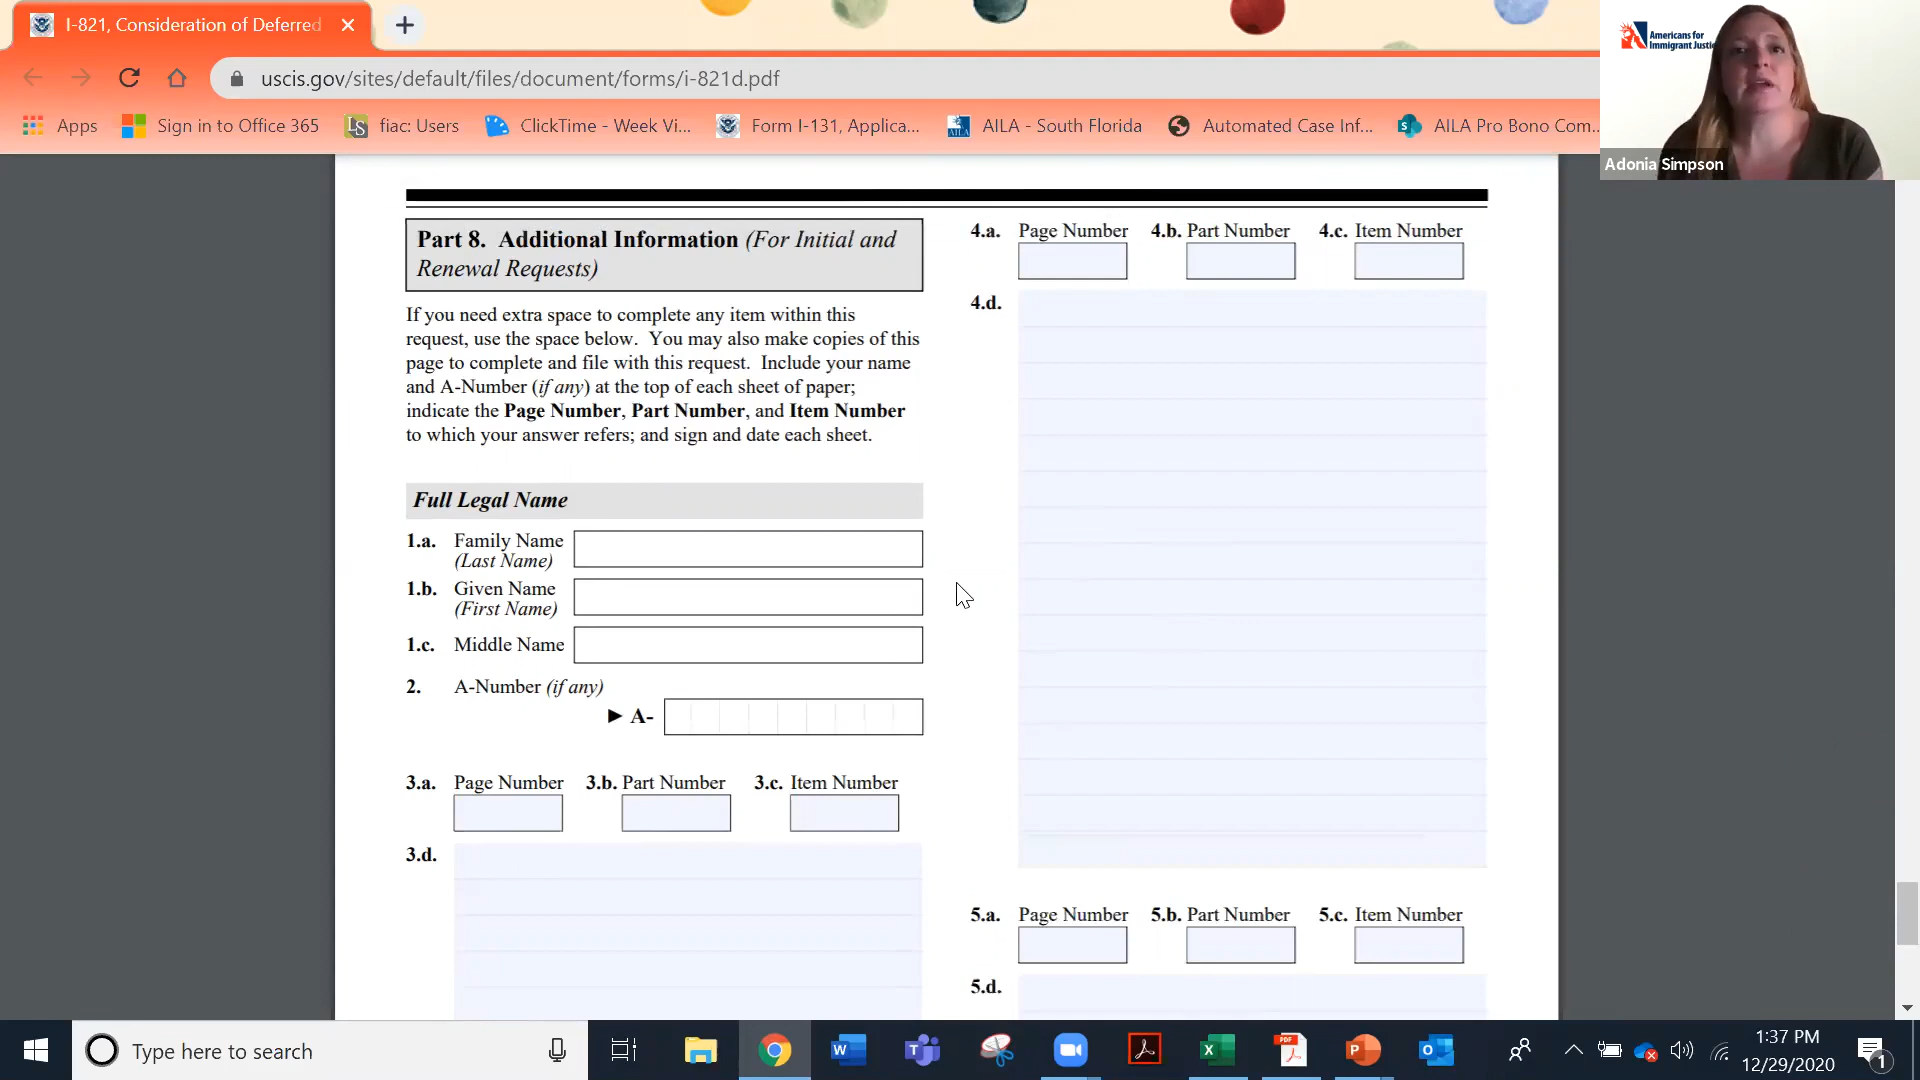 I-821, Consideration of Deferred
uscis.gov/sites/default/files/document/forms/i-821d.pdf
Apps
Sign in to Office 365
LS
fiac: Users
ClickTime - Week Vi...
Form I-131, Applica...
AILA
AILA - South Florida
Automated Case Inf...
S
AILA Pro Bono Com...
Americans for
Immigrant Justic
Adonia Simpson
Part 8. Additional Information (For Initial and
Renewal Requests)
If you need extra space to complete any item within this
request, use the space below. You may also make copies of this
page to complete and file with this request. Include your name
and A-Number (if any) at the top of each sheet of paper;
indicate the Page Number, Part Number, and Item Number
to which your answer refers; and sign and date each sheet.
Full Legal Name
1.a. Family Name
(Last Name)
1.b. Given Name
(First Name)
1.c. Middle Name
2. A-Number (if any)
► A-
3.a. Page Number 3.b. Part Number 3.c. Item Number
3.d.
4.a. Page Number 4.b. Part Number 4.c. Item Number
4.d.
5.a. Page Number 5.b. Part Number 5.c. Item Number
5.d.
Type here to search
W
T
X
PDF
P
O
1:37 PM
12/29/2020
1